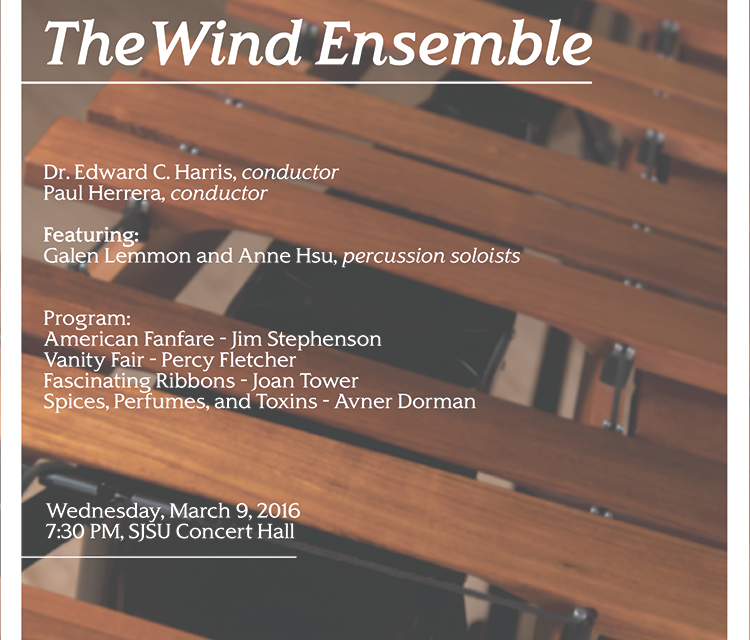 The Wind Ensemble
Dr. Edward C. Harris, conductor
Paul Herrera, conductor
Featuring:
Galen Lemmon and Anne Hsu, percussion soloists
Program:
American Fanfare - Jim Stephenson
Vanity Fair - Percy Fletcher
Fascinating Ribbons - Joan Tower
Spices, Perfumes, and Toxins - Avner Dorman
Wednesday, March 9, 2016
7:30 PM, SJSU Concert Hall